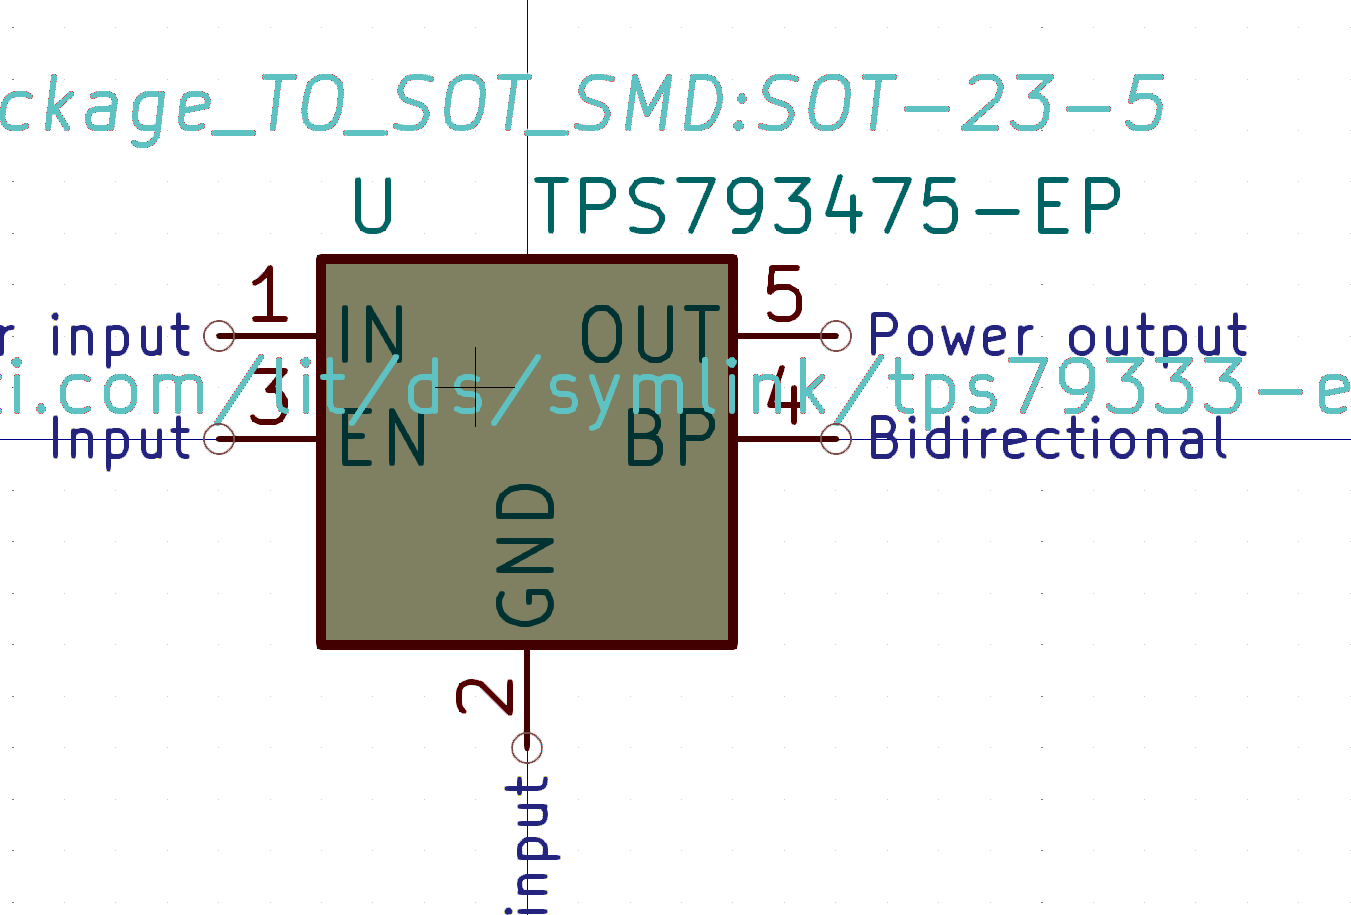 ckage_TO_SOT_SMD:SOT-23-5
U TPS793475-EP
1 5
r input IN OUT Power output
ti.com/lit/ds/symlink/tps79333-e
3 4
Input EN BP Bidirectional
GND
2
input